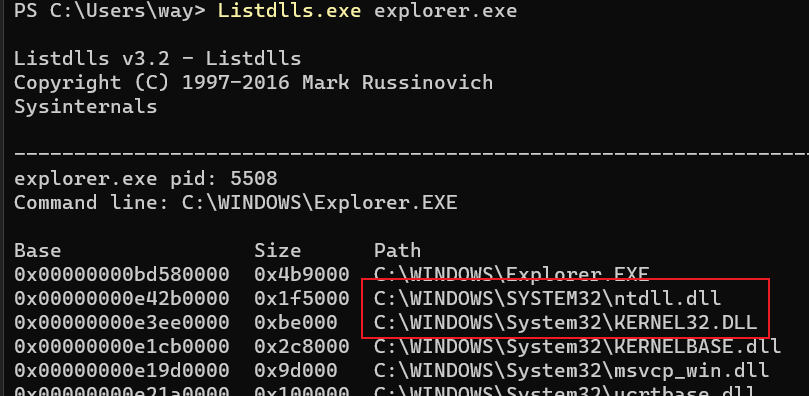 PS C:\Users\way> Listdlls.exe explorer.exe
Listdlls v3.2 - Listdlls
Copyright (C) 1997-2016 Mark Russinovich
Sysinternals
------------------------------------------------------------------
explorer.exe pid: 5508
Command line: C:\WINDOWS\Explorer.EXE
Base Size Path
0x00000000bd580000 0x4b9000 C:\WINDOWS\Explorer.EXE
0x00000000e42b0000 0x1f5000 C:\WINDOWS\SYSTEM32\ntdll.dll
0x00000000e3ee0000 0xbe000 C:\WINDOWS\System32\KERNEL32.DLL
0x00000000e1cb0000 0x2c8000 C:\WINDOWS\System32\KERNELBASE.dll
0x00000000e19d0000 0x9d000 C:\WINDOWS\System32\msvcp_win.dll
0x00000000e21a0000 0x100000 C:\WINDOWS\System32\ucrtbase.dll